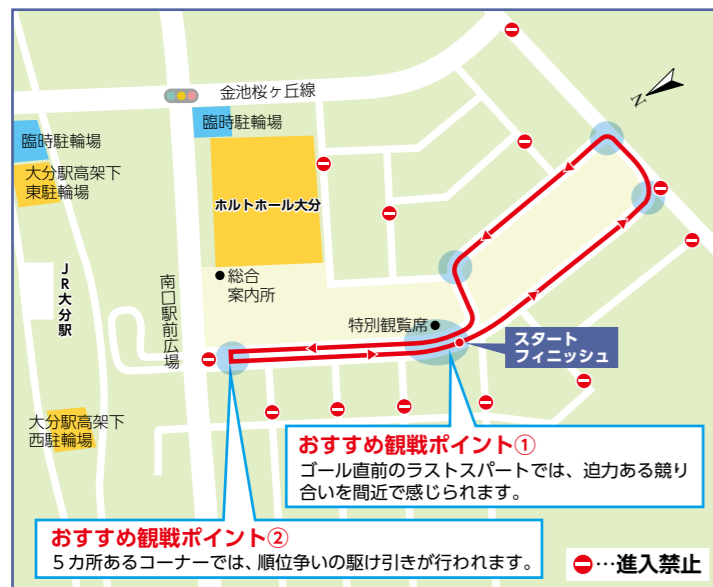 金池桜ヶ丘線
臨時駐輪場
臨時駐輪場
大分駅高架下
東駐輪場
ホルトホール大分
N
JR大分駅
南口駅前広場
総合
案内所
特別観覧席
スタート
フィニッシュ
大分駅高架下
西駐輪場
おすすめ観戦ポイント①
ゴール直前のラストスパートでは、迫力ある競り
合いを間近で感じられます。
おすすめ観戦ポイント②
5カ所あるコーナーでは、順位争いの駆け引きが行われます。
…進入禁止